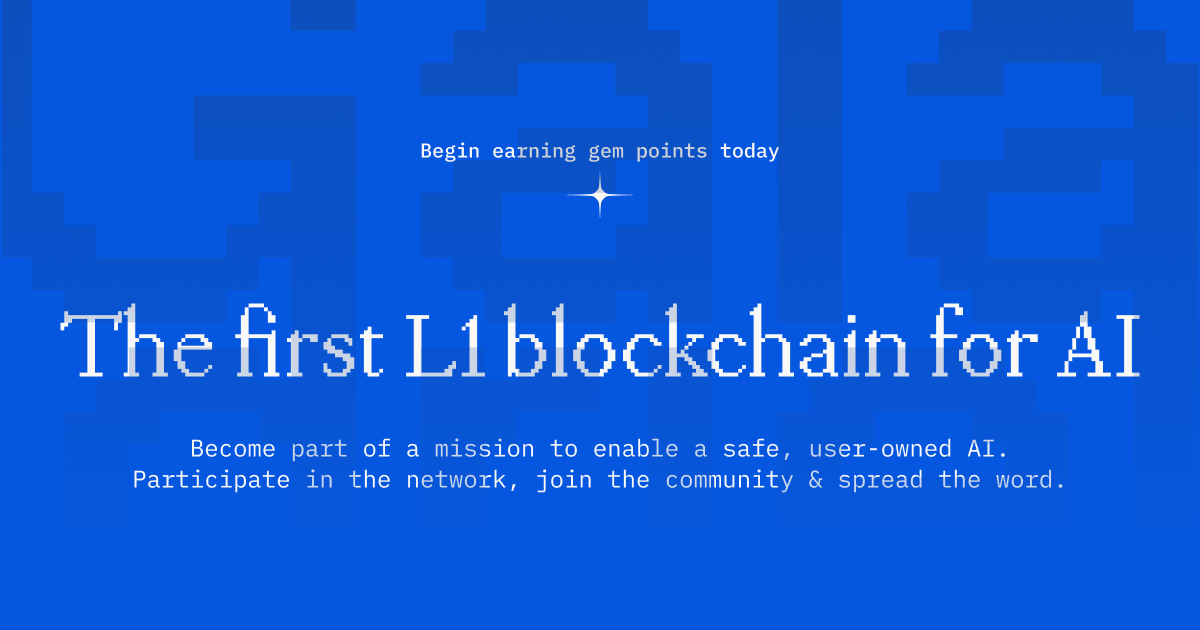 Begin earning gem points today
The first L1 blockchain for AI
Become part of a mission to enable a safe, user-owned AI.
Participate in the network, join the community & spread the word.